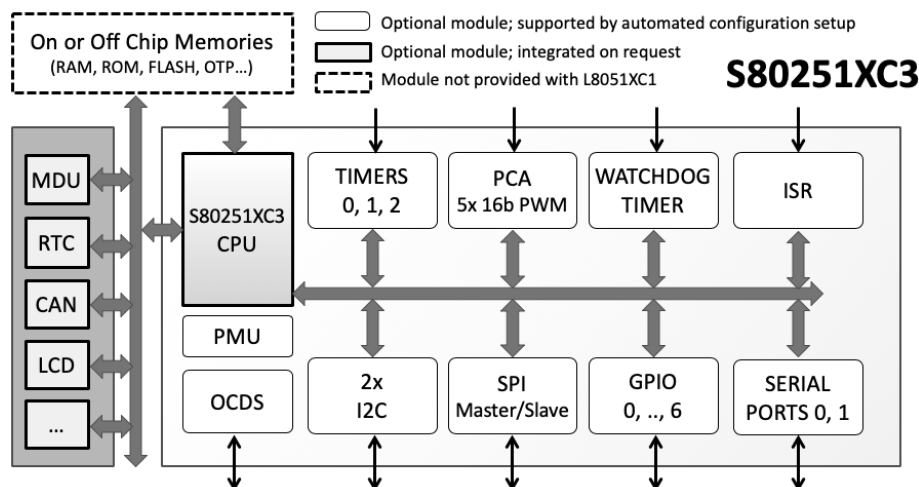 On or Off Chip Memories
(RAM, ROM, FLASH, OTP...)
Optional module; supported by automated configuration setup
Optional module; integrated on request
Module not provided with L8051XC1
S80251XC3
MDU
RTC
CAN
LCD
...
S80251XC3
CPU
PMU
OCDS
TIMERS
0, 1, 2
PCA
5x 16b PWM
WATCHDOG
TIMER
ISR
2x
I2C
SPI
Master/Slave
GPIO
0, .., 6
SERIAL
PORTS 0, 1